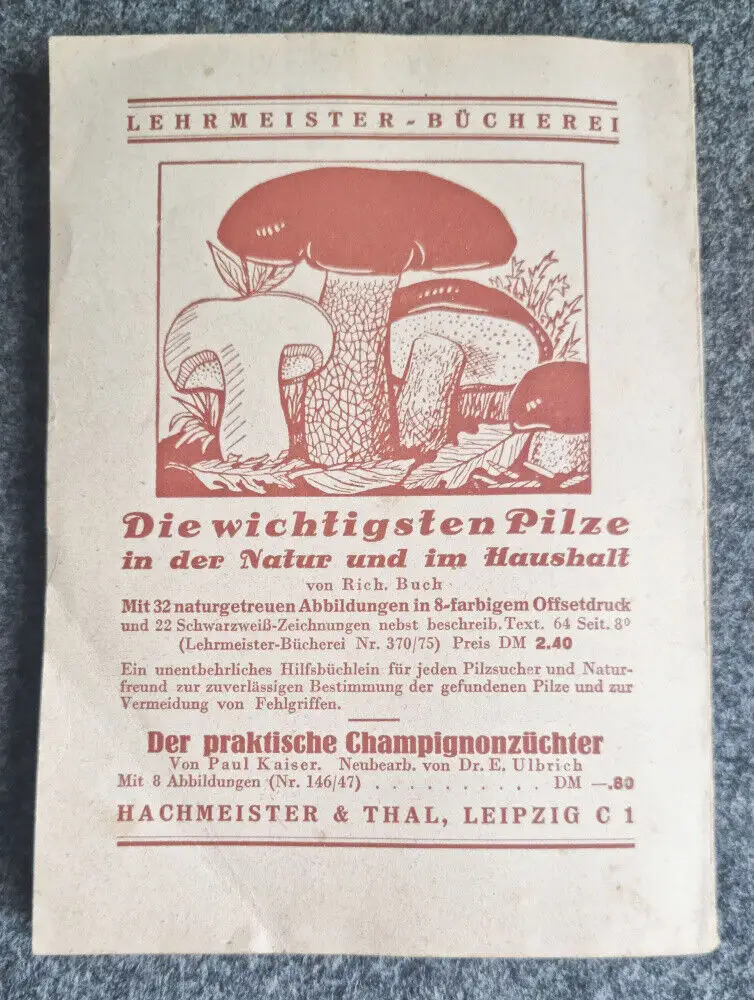 LEHRMEISTER-BÜCHEREI
Die wichtigsten Pilze
in der Natur und im Haushalt
von Rich. Buch
Mit 32 naturgetreuen Abbildungen in 8-farbigem Offsetdruck
und 22 Schwarzweiß-Zeichnungen nebst beschreib. Text. 64 Seit. 8°
(Lehrmeister-Bücherei Nr. 370/75) Preis DM 2.40
Ein unentbehrliches Hilfsbüchlein für jeden Pilzsucher und Natur-
freund zur zuverlässigen Bestimmung der gefundenen Pilze und zur
Vermeidung von Fehlgriffen.
Der praktische Champignonzüchter
Von Paul Kaiser. Neubearb. von Dr. E. Ulbrich
Mit 8 Abbildungen (Nr. 146/47) . . . . . . . . . . . DM —.80
HACHMEISTER & THAL, LEIPZIG C 1